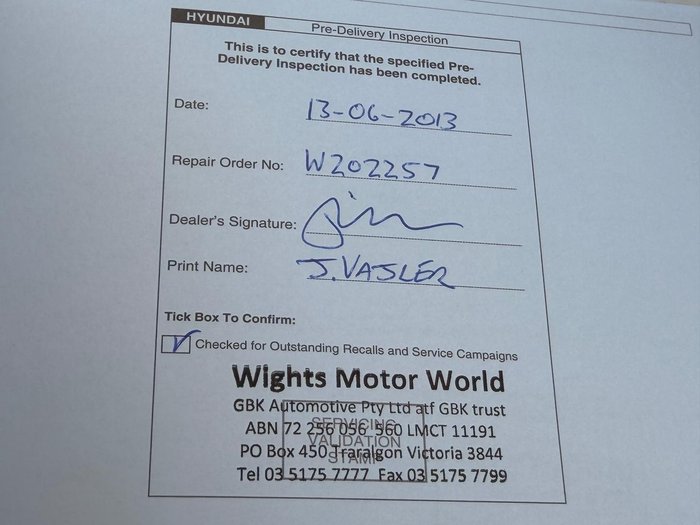 HYUNDAI
Pre-Delivery Inspection
This is to certify that the specified Pre-
Delivery Inspection has been completed.
Date: 13-06-2013
Repair Order No: W202257
Dealer's Signature:
Print Name: J. VASLER
Tick Box To Confirm:
Checked for Outstanding Recalls and Service Campaigns
Wights Motor World
GBK Automotive Pty Ltd atf GBK trust
SERVICING
ABN 72 256 056 560 LMCT 11191
VALIDATION
PO Box 450 Traralgon Victoria 3844
STAMP
Tel 03 5175 7777 Fax 03 5175 7799